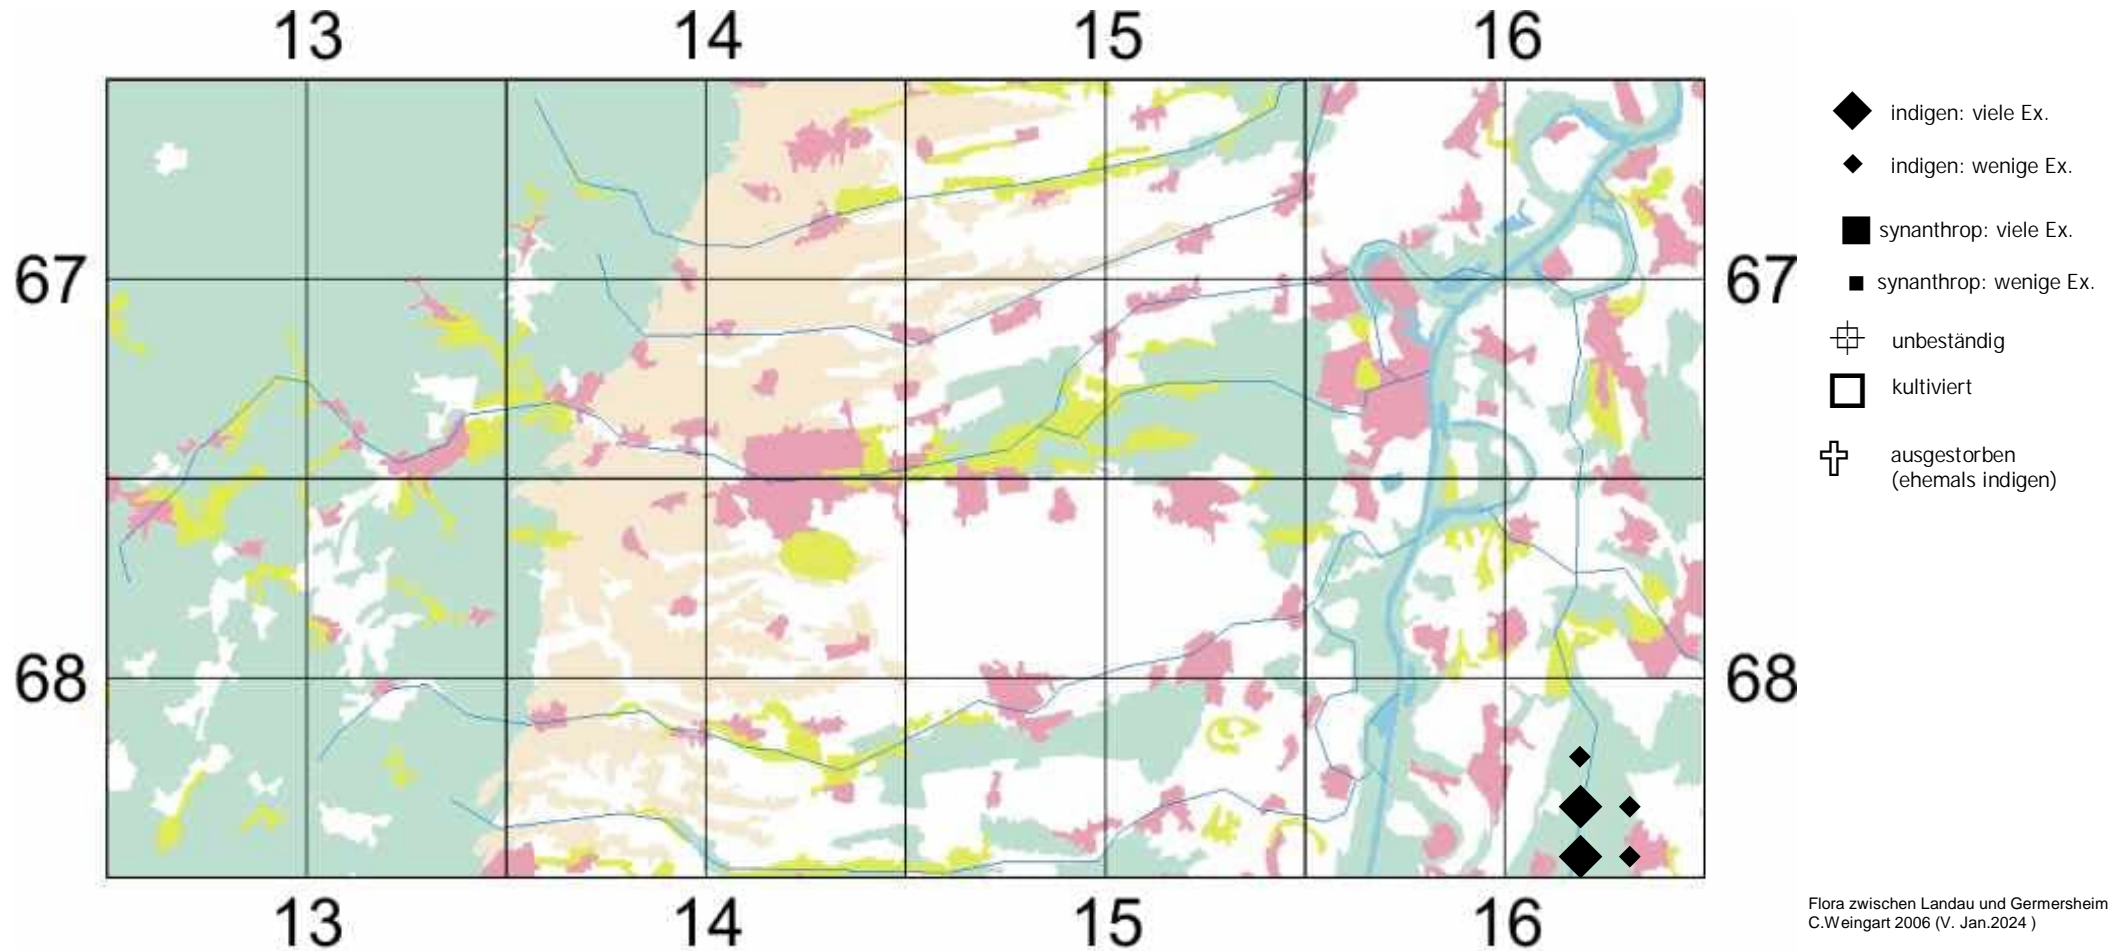 13 14 15 16
67 67
68 68
13 14 15 16
indigen: viele Ex.
indigen: wenige Ex.
synanthrop: viele Ex.
synanthrop: wenige Ex.
unbeständig
kultiviert
ausgestorben
(ehemals indigen)
Flora zwischen Landau und Germersheim
C.Weingart 2006 (V. Jan.2024 )